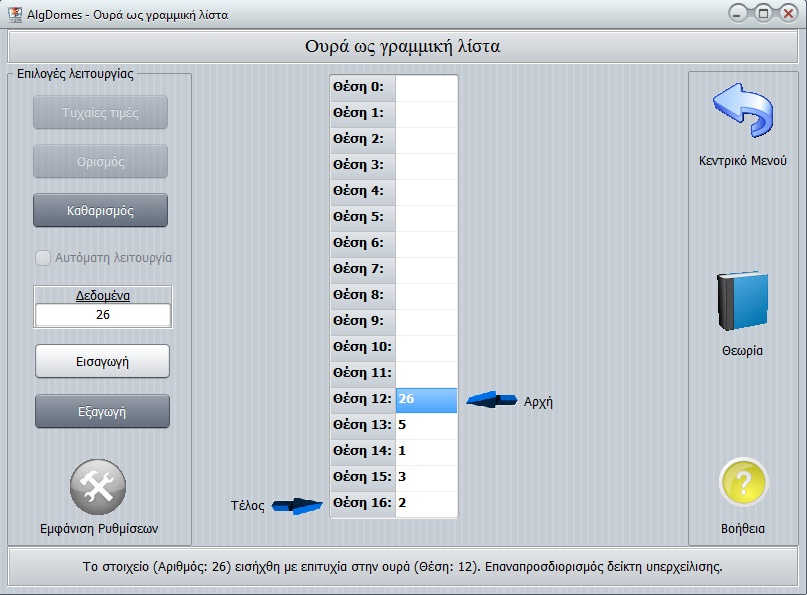 AlgDomes - Ουρά ως γραμμική λίστα
Ουρά ως γραμμική λίστα
Επιλογές λειτουργίας
Τυχαίες τιμές
Ορισμός
Καθαρισμός
Αυτόματη λειτουργία
Δεδομένα
26
Εισαγωγή
Εξαγωγή
Εμφάνιση Ρυθμίσεων
Θέση 0:
Θέση 1:
Θέση 2:
Θέση 3:
Θέση 4:
Θέση 5:
Θέση 6:
Θέση 7:
Θέση 8:
Θέση 9:
Θέση 10:
Θέση 11:
Θέση 12: 26 Αρχή
Θέση 13: 5
Θέση 14: 1
Θέση 15: 3
Τέλος Θέση 16: 2
Κεντρικό Μενού
Θεωρία
?
Βοήθεια
Το στοιχείο (Αριθμός: 26) εισήχθη με επιτυχία στην ουρά (Θέση: 12). Επαναπροσδιορισμός δείκτη υπερχείλισης.